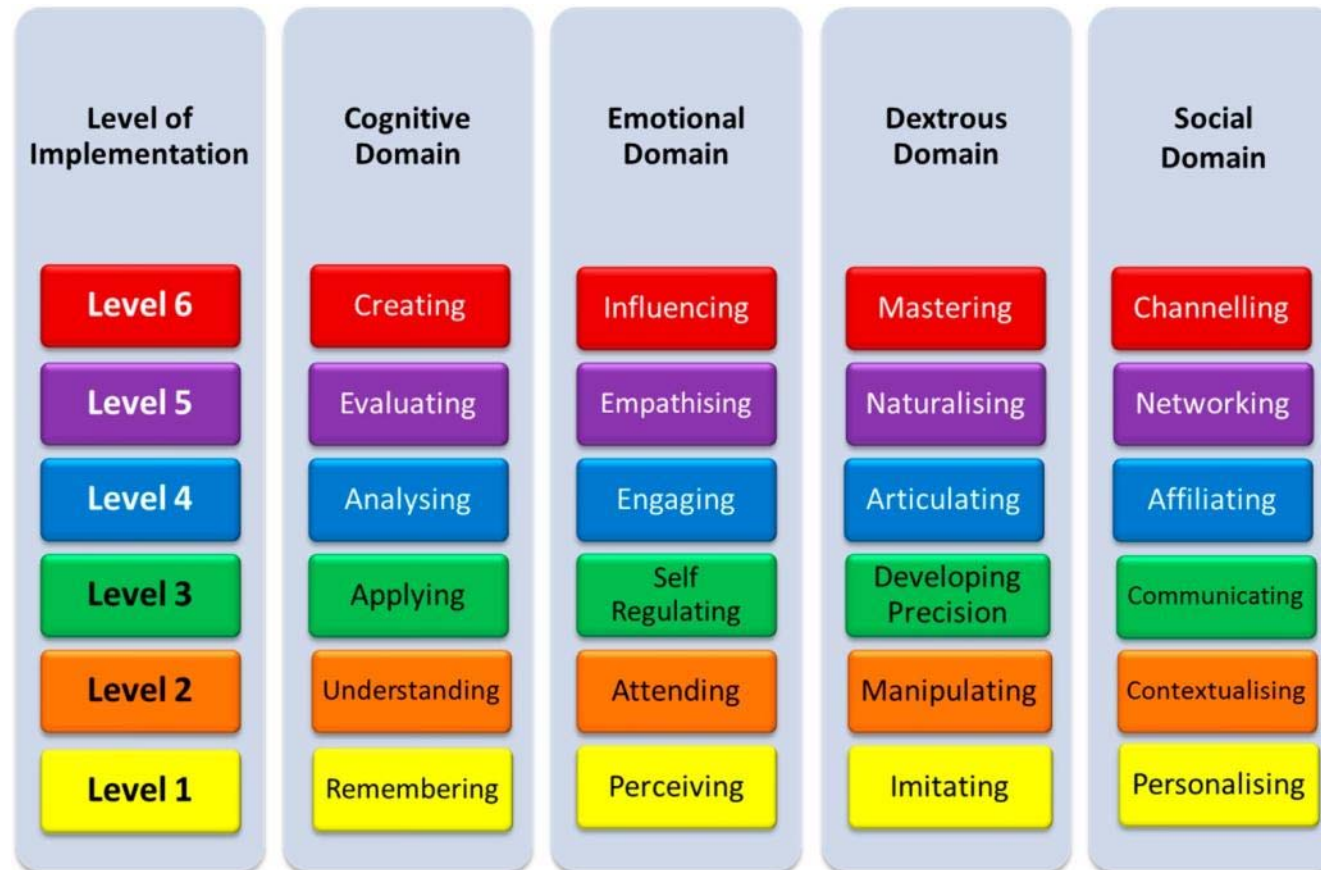 Level of
Implementation
Cognitive
Domain
Emotional
Domain
Dextrous
Domain
Social
Domain
Level 6
Creating
Influencing
Mastering
Channelling
Level 5
Evaluating
Empathising
Naturalising
Networking
Level 4
Analysing
Engaging
Articulating
Affiliating
Level 3
Applying
Self
Regulating
Developing
Precision
Communicating
Level 2
Understanding
Attending
Manipulating
Contextualising
Level 1
Remembering
Perceiving
Imitating
Personalising